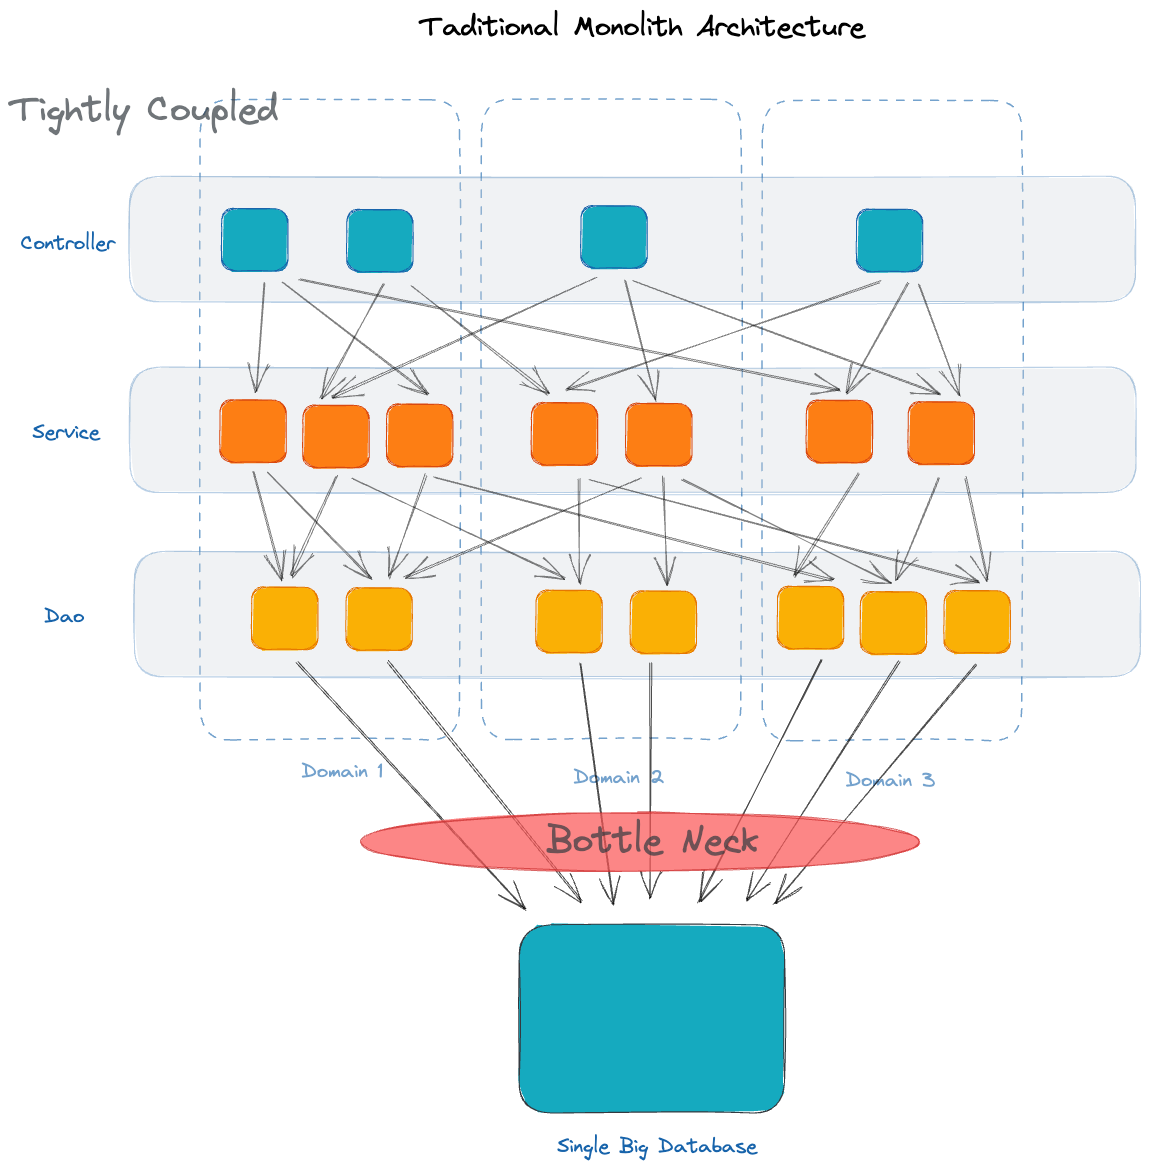 Taditional Monolith Architecture
Tightly Coupled
Controller
Service
Dao
Domain 1
Domain 2
Domain 3
Bottle Neck
Single Big Database